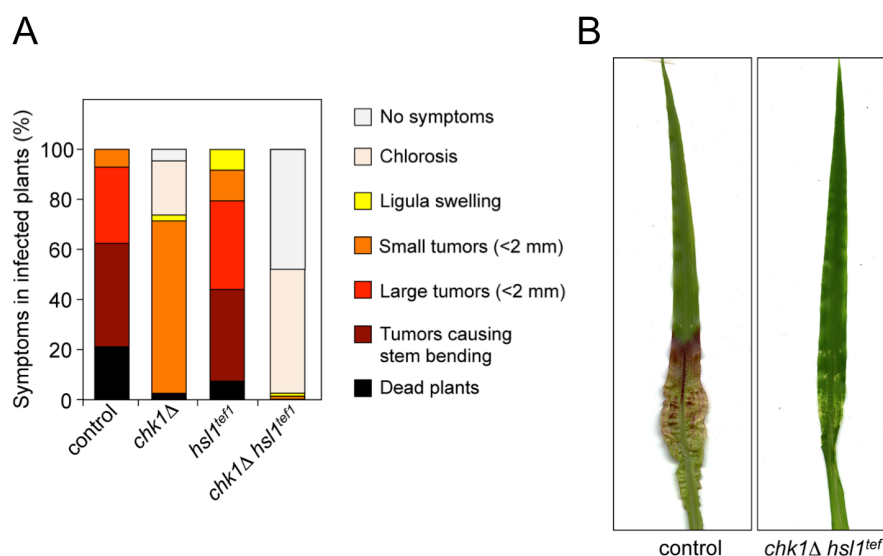 A
B
Symptoms in infected plants (%)
100
80
60
40
20
0
control
chk1Δ
hsl1tef1
chk1Δ hsl1tef1
No symptoms
Chlorosis
Ligula swelling
Small tumors (<2 mm)
Large tumors (<2 mm)
Tumors causing
stem bending
Dead plants
control
chk1Δ hsl1tef